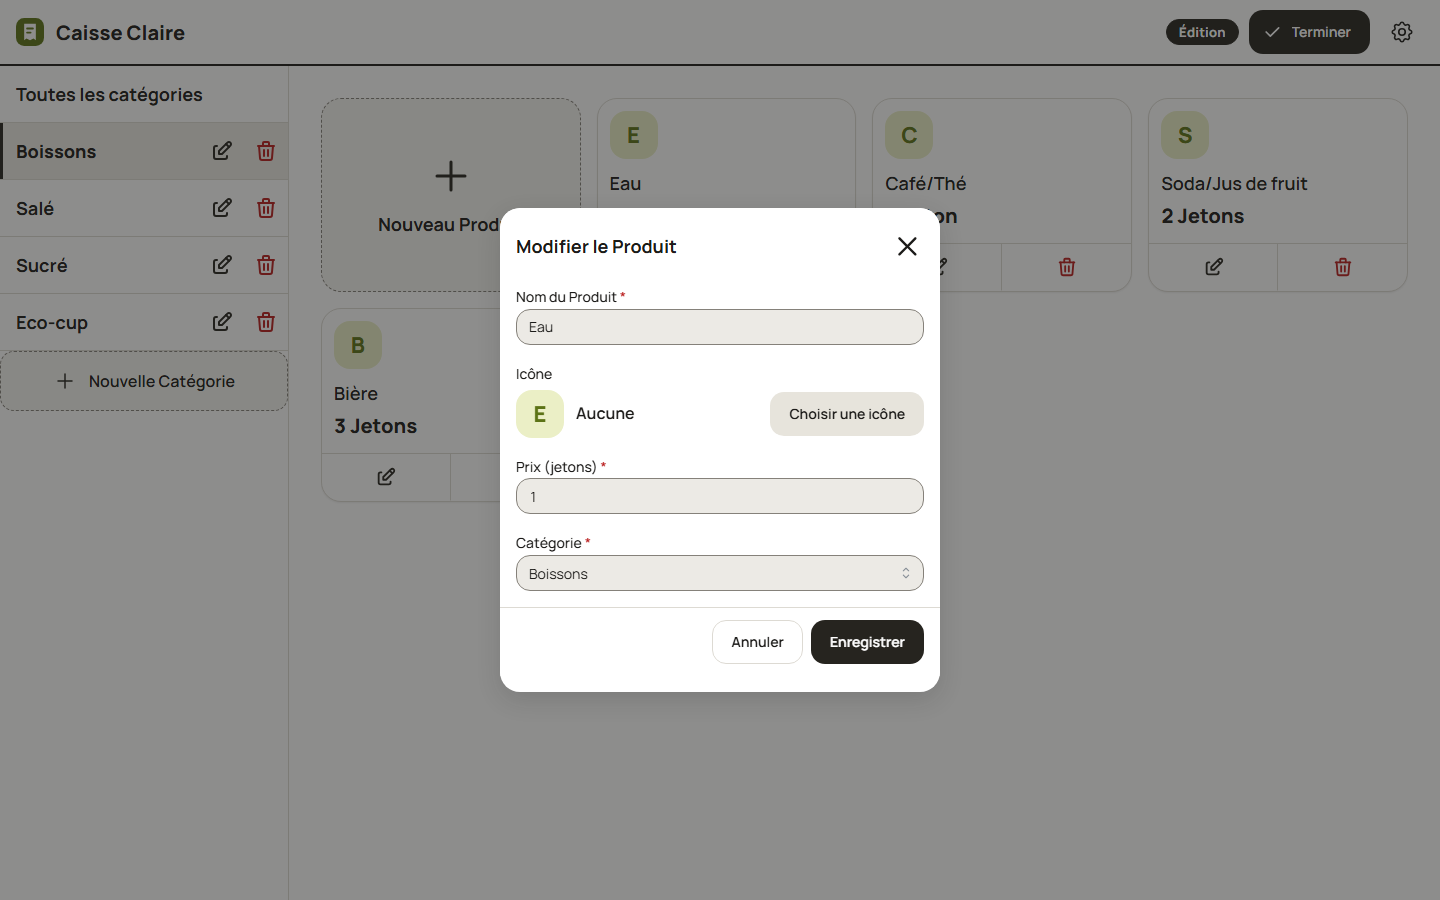 Caisse Claire
Édition
Terminer
Toutes les catégories
Boissons
Salé
Sucré
Eco-cup
Nouvelle Catégorie
Nouveau Prod
E
Eau
C
Café/Thé
on
S
Soda/Jus de fruit
2 Jetons
B
Bière
3 Jetons
Modifier le Produit
Nom du Produit *
Eau
Icône
E
Aucune
Choisir une icône
Prix (jetons) *
1
Catégorie *
Boissons
Annuler
Enregistrer